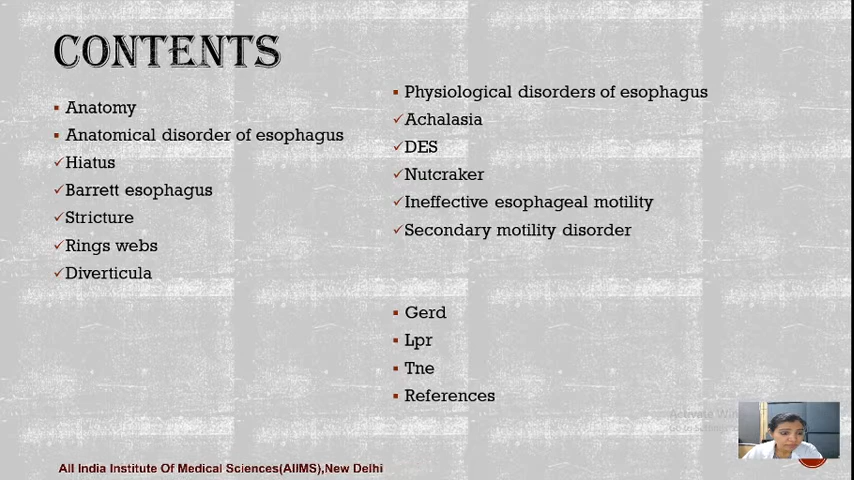 CONTENTS
Anatomy
Anatomical disorder of esophagus
Hiatus
Barrett esophagus
Stricture
Rings webs
Diverticula
Physiological disorders of esophagus
Achalasia
DES
Nutcraker
Ineffective esophageal motility
Secondary motility disorder
Gerd
Lpr
Tne
References
Activate Win
All India Institute Of Medical Sciences(AIIMS),New Delhi